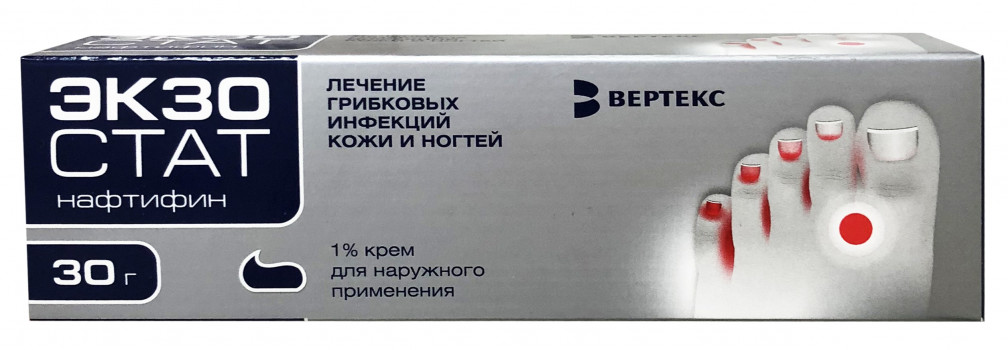 ЭКЗО
СТАТ
нафтифин
30 г
ЛЕЧЕНИЕ
ГРИБКОВЫХ
ИНФЕКЦИЙ
КОЖИ И НОГТЕЙ
ВЕРТЕКС
1% крем
для наружного
применения